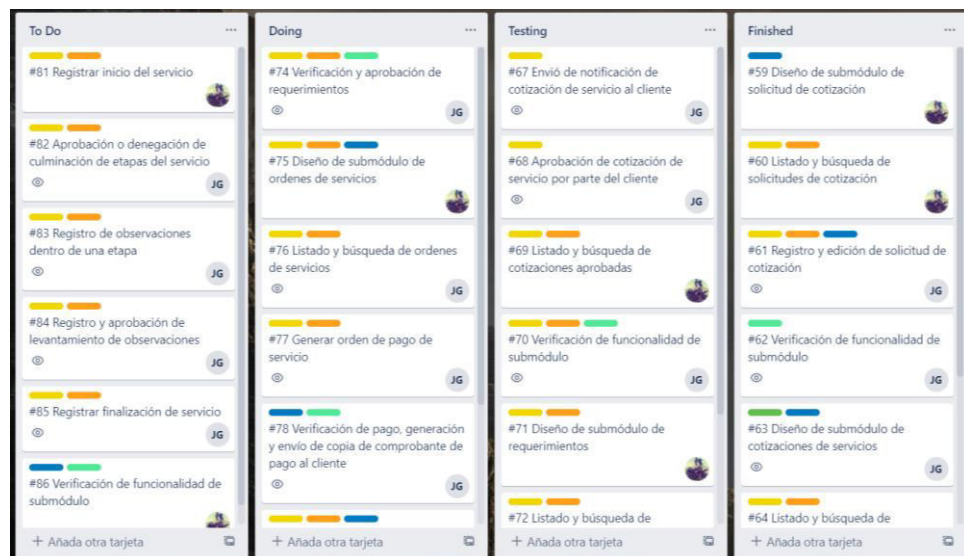 To Do
...
#81 Registrar inicio del servicio
#82 Aprobación o denegación de
culminación de etapas del servicio
JG
#83 Registro de observaciones
dentro de una etapa
JG
#84 Registro y aprobación de
levantamiento de observaciones
JG
#85 Registrar finalización de servicio
JG
#86 Verificación de funcionalidad de
submódulo
+ Añada otra tarjeta
Doing
...
#74 Verificación y aprobación de
requerimientos
JG
#75 Diseño de submódulo de
ordenes de servicios
#76 Listado y búsqueda de ordenes
de servicios
JG
#77 Generar orden de pago de
servicio
JG
#78 Verificación de pago, generación
y envío de copia de comprobante de
pago al cliente
JG
+ Añada otra tarjeta
Testing
...
#67 Envió de notificación de
cotización de servicio al cliente
JG
#68 Aprobación de cotización de
servicio por parte del cliente
JG
#69 Listado y búsqueda de
cotizaciones aprobadas
#70 Verificación de funcionalidad de
submódulo
JG
#71 Diseño de submódulo de
requerimientos
#72 Listado y búsqueda de
+ Añada otra tarjeta
Finished
...
#59 Diseño de submódulo de
solicitud de cotización
#60 Listado y búsqueda de
solicitudes de cotización
#61 Registro y edición de solicitud de
cotización
JG
#62 Verificación de funcionalidad de
submódulo
JG
#63 Diseño de submódulo de
cotizaciones de servicios
JG
#64 Listado y búsqueda de
+ Añada otra tarjeta